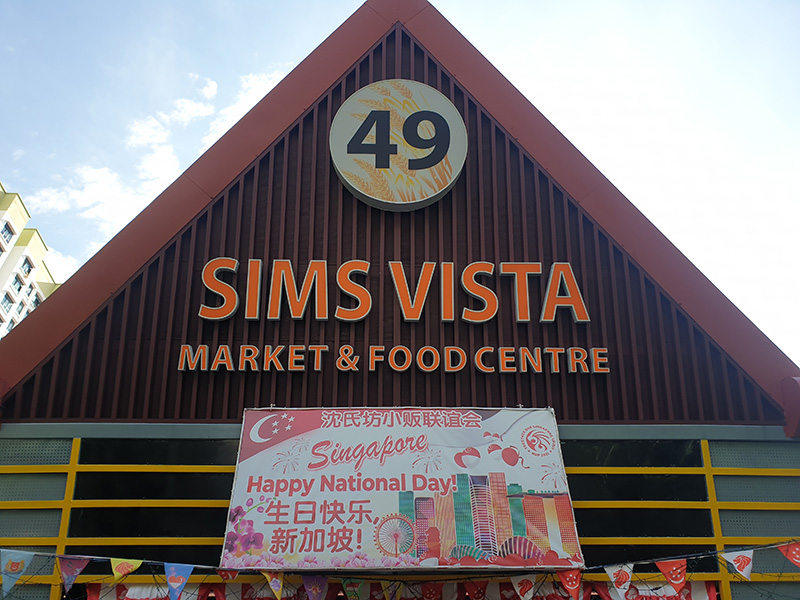 49
SIMS VISTA
MARKET & FOOD CENTRE
沈氏坊小贩联谊会
Singapore
Happy National Day!
生日快乐,
新加坡!